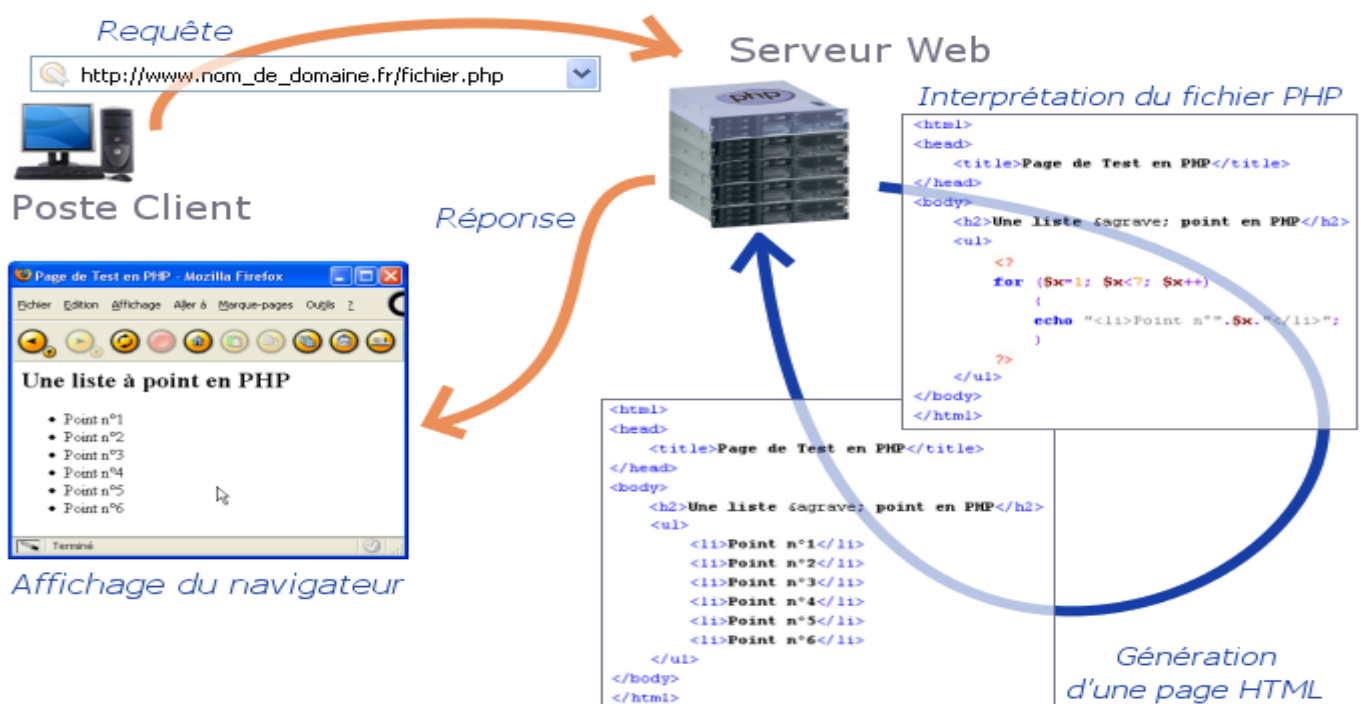 Requête
http://www.nom_de_domaine.fr/fichier.php
Poste Client
Serveur Web
php
Interprétation du fichier PHP
<html>
<head>
<title>Page de Test en PHP</title>
</head>
<body>
<h2>Une liste &agrave; point en PHP</h2>
<ul>
<?
for ($x=1; $x<7; $x++)
{
echo "<li>Point n°".$x."</li>";
}
?>
</ul>
</body>
</html>
Réponse
Page de Test en PHP - Mozilla Firefox
Fichier Edition Affichage Aller à Marque-pages Outils ?
Une liste à point en PHP
Point n°1
Point n°2
Point n°3
Point n°4
Point n°5
Point n°6
Terminé
Affichage du navigateur
<html>
<head>
<title>Page de Test en PHP</title>
</head>
<body>
<h2>Une liste &agrave; point en PHP</h2>
<ul>
<li>Point n°1</li>
<li>Point n°2</li>
<li>Point n°3</li>
<li>Point n°4</li>
<li>Point n°5</li>
<li>Point n°6</li>
</ul>
</body>
</html>
Génération
d'une page HTML